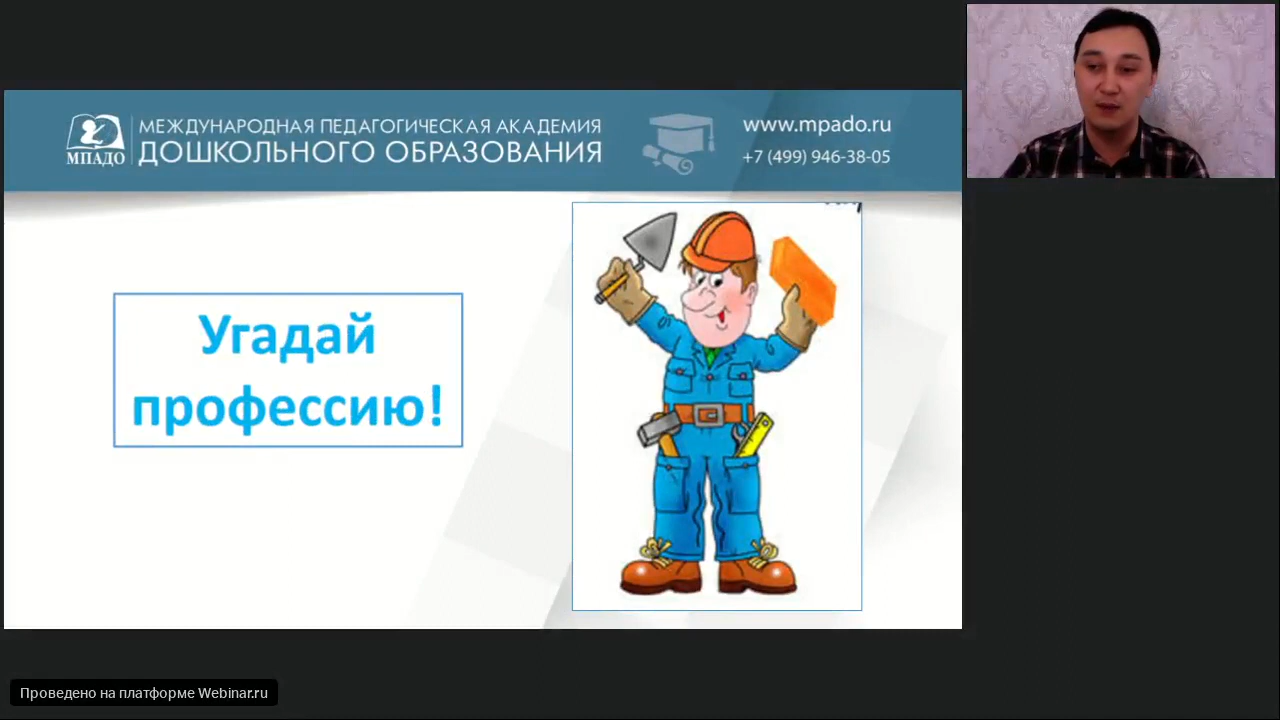 МПАДО
МЕЖДУНАРОДНАЯ ПЕДАГОГИЧЕСКАЯ АКАДЕМИЯ
ДОШКОЛЬНОГО ОБРАЗОВАНИЯ
www.mpado.ru
+7 (499) 946-38-05
Угадай
профессию!
Проведено на платформе Webinar.ru